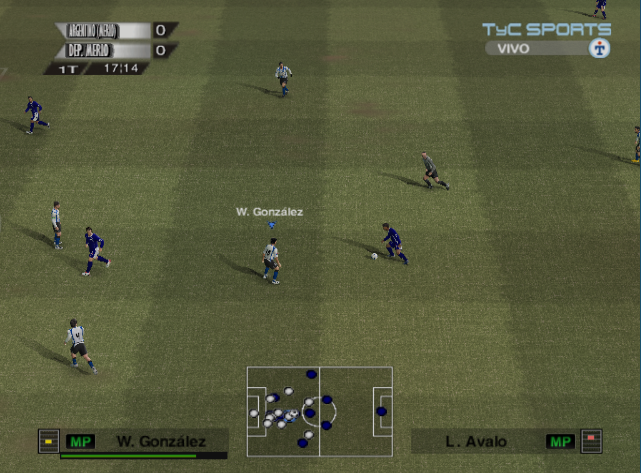 ARGENTINO (MERLO) 0
DEP. MERLO 0
1T 17:14
TyC SPORTS
VIVO
W. González
MP W. González
L. Avalo MP